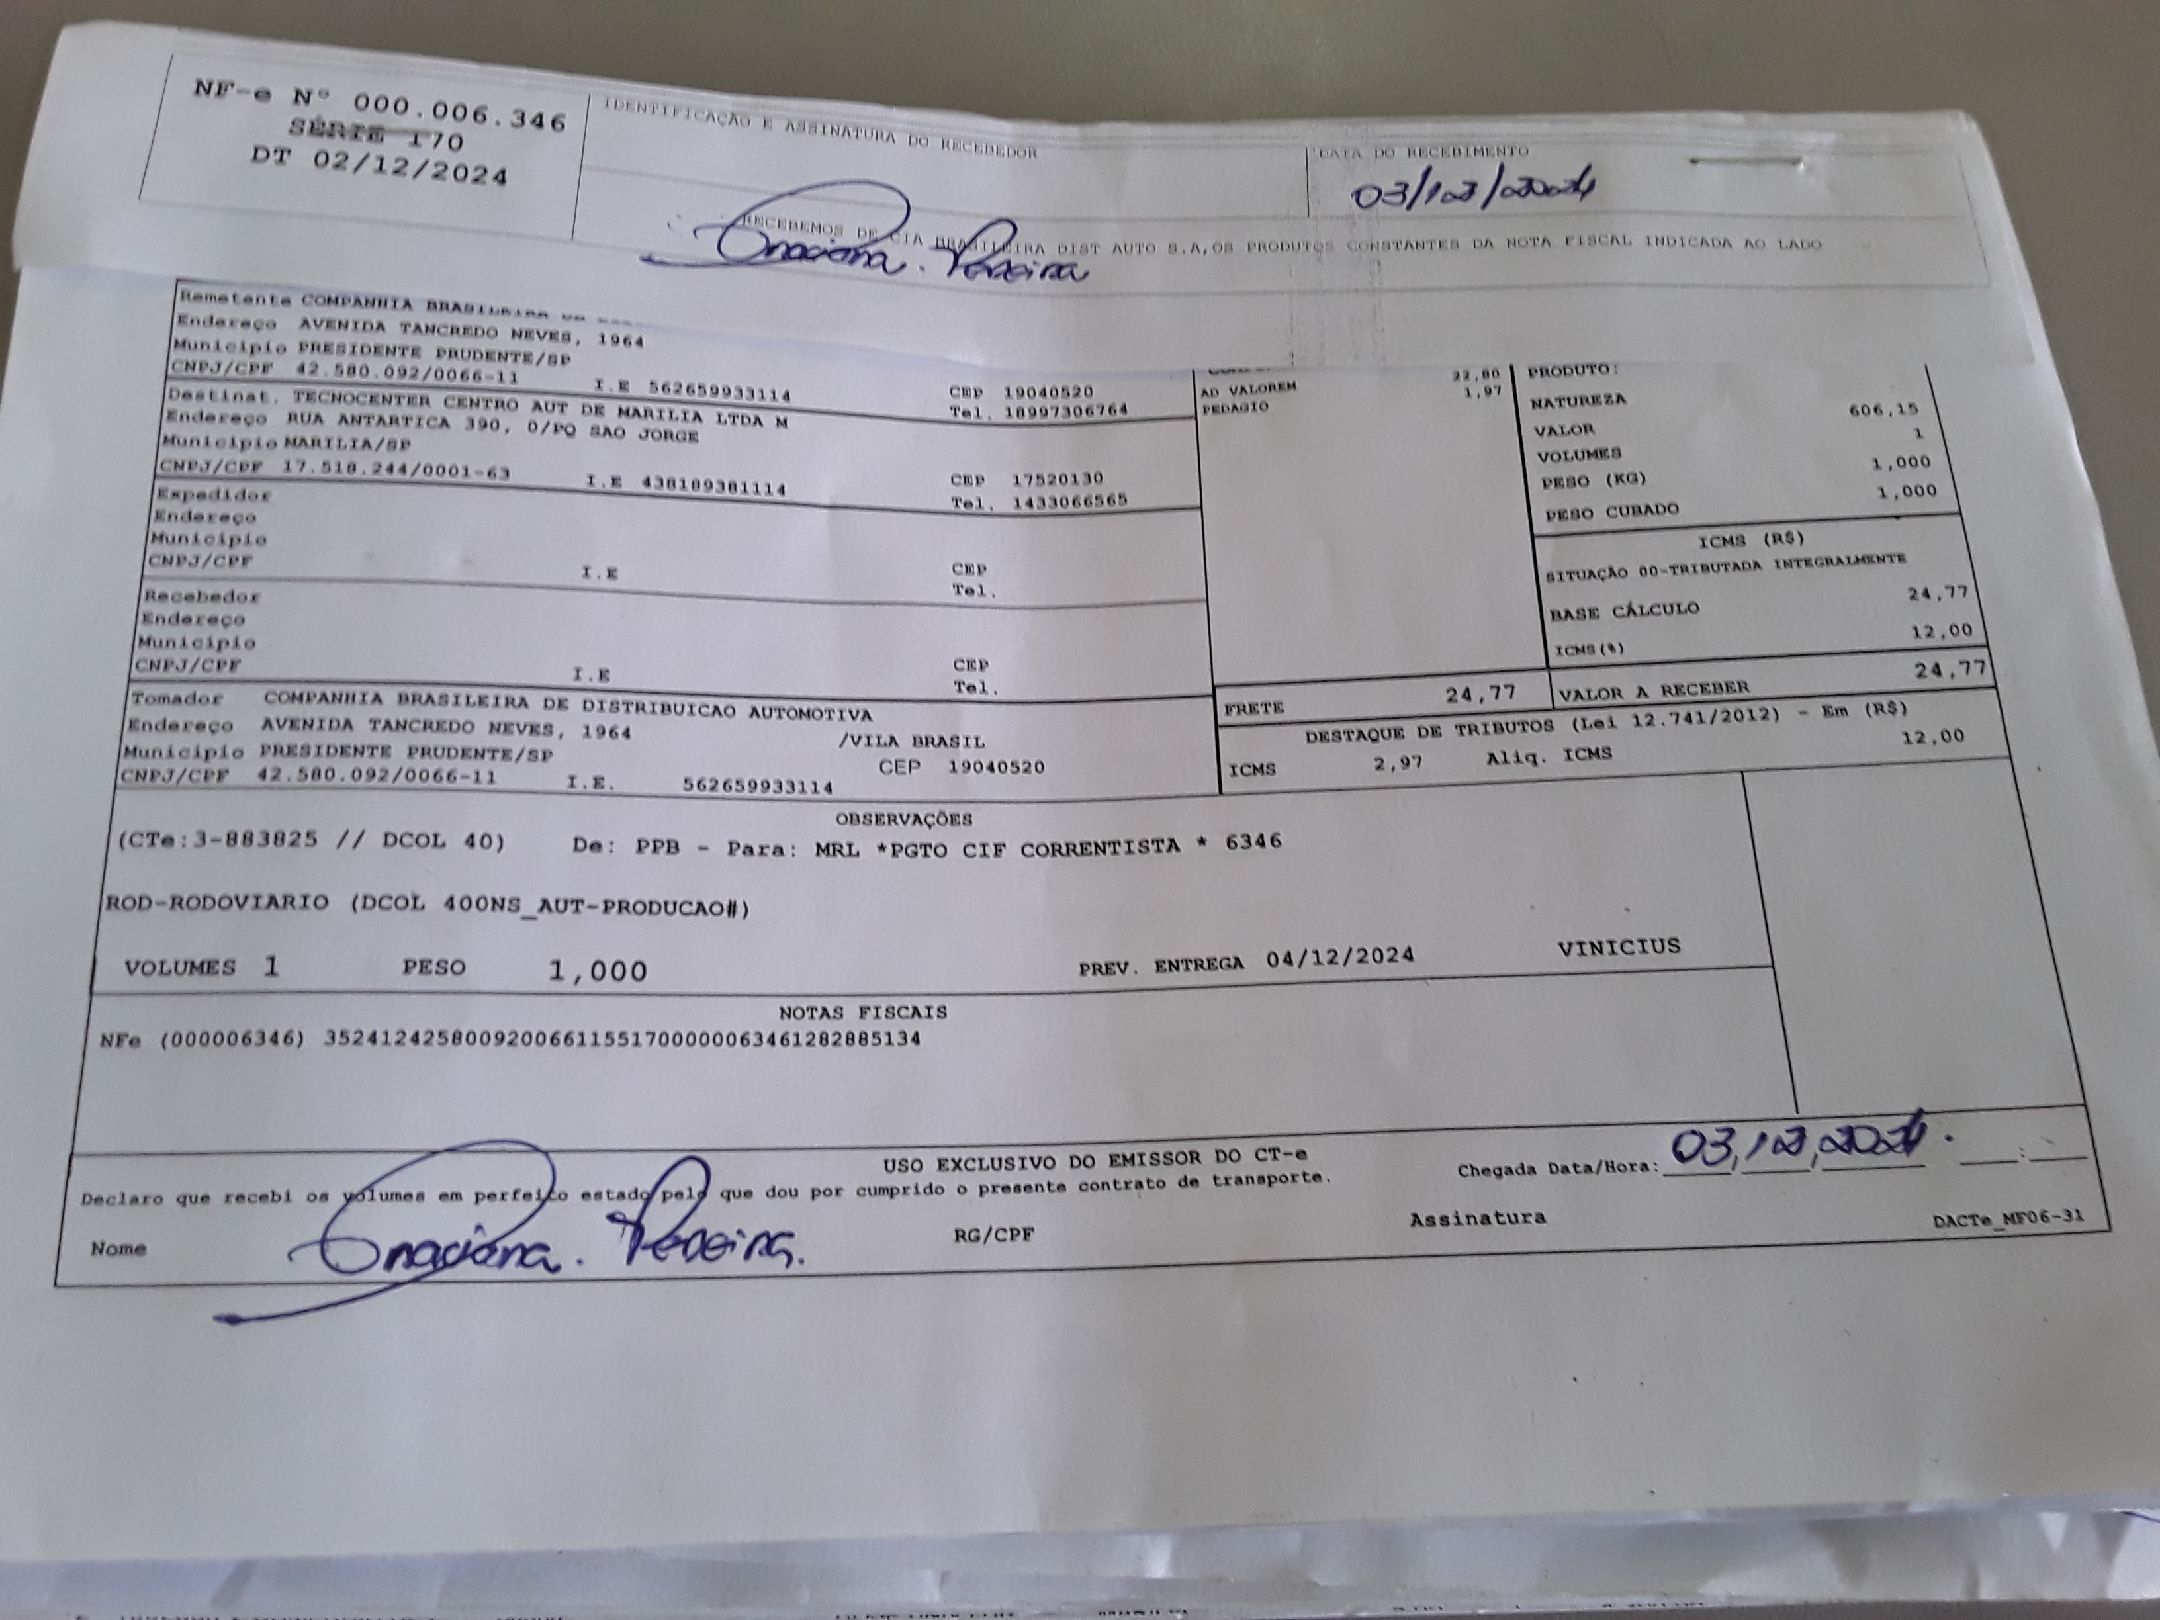 NF-e Nº 000.006.346
SÉRIE 170
DT 02/12/2024
IDENTIFICAÇÃO E ASSINATURA DO RECEBEDOR
DATA DO RECEBIMENTO
03/12/2024
RECEBEMOS DE CIA BRASILEIRA DIST AUTO S.A,OS PRODUTOS CONSTANTES DA NOTA FISCAL INDICADA AO LADO
Pereira
Remetente COMPANHIA BRASILEIRA
Endereço AVENIDA TANCREDO NEVES, 1964
Município PRESIDENTE PRUDENTE/SP
CNPJ/CPF 42.580.092/0066-11 I.E 562659933114 CEP 19040520
Tel. 18997306764
Destinat. TECNOCENTER CENTRO AUT DE MARILIA LTDA M
Endereço RUA ANTARTICA 390, 0/PQ SAO JORGE
Município MARILIA/SP
CNPJ/CPF 17.518.244/0001-63 I.E 438189381114 CEP 17520130
Tel. 1433066565
Expedidor
Endereço
Município
CNPJ/CPF I.E CEP
Tel.
Recebedor
Endereço
Município
CNPJ/CPF I.E CEP
Tel.
Tomador COMPANHIA BRASILEIRA DE DISTRIBUICAO AUTOMOTIVA
Endereço AVENIDA TANCREDO NEVES, 1964 /VILA BRASIL
Município PRESIDENTE PRUDENTE/SP CEP 19040520
CNPJ/CPF 42.580.092/0066-11 I.E. 562659933114
22,80
AD VALOREM 1,97
PEDAGIO
PRODUTO:
NATUREZA
VALOR 606,15
VOLUMES 1
PESO (KG) 1,000
PESO CUBADO 1,000
ICMS (R$)
SITUAÇÃO 00-TRIBUTADA INTEGRALMENTE
BASE CÁLCULO 24,77
ICMS(%) 12,00
FRETE 24,77 VALOR A RECEBER 24,77
DESTAQUE DE TRIBUTOS (Lei 12.741/2012) - Em (R$)
ICMS 2,97 Aliq. ICMS 12,00
OBSERVAÇÕES
(CTe:3-883825 // DCOL 40) De: PPB - Para: MRL *PGTO CIF CORRENTISTA * 6346
ROD-RODOVIARIO (DCOL 400NS_AUT-PRODUCAO#)
VOLUMES 1 PESO 1,000 PREV. ENTREGA 04/12/2024 VINICIUS
NOTAS FISCAIS
NFe (000006346) 35241242580092006611551700000063461282885134
USO EXCLUSIVO DO EMISSOR DO CT-e
Declaro que recebi os volumes em perfeito estado pelo que dou por cumprido o presente contrato de transporte.
Chegada Data/Hora: 03,12,2024 . __:__
Nome Pereira. RG/CPF Assinatura DACTe_MF06-31